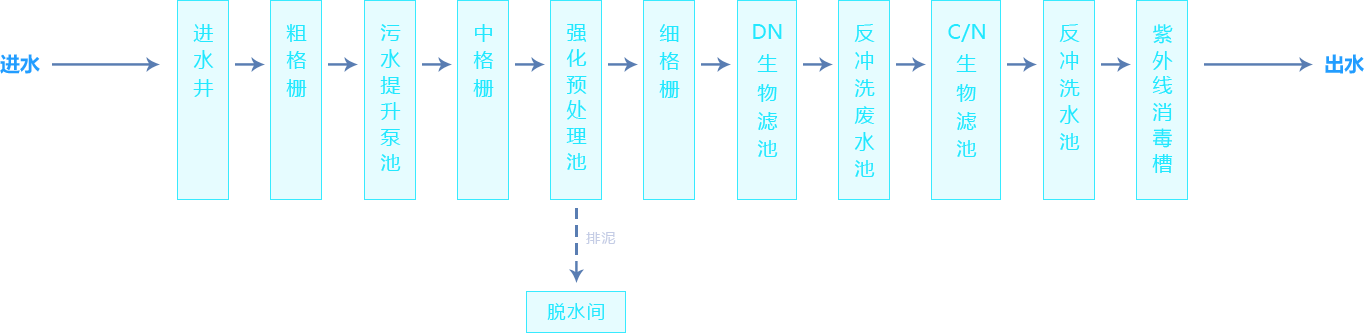 进水
进水井
粗格栅
污水提升泵池
中格栅
强化预处理池
细格栅
DN生物滤池
反冲洗废水池
C/N生物滤池
反冲洗水池
紫外线消毒槽
出水
排泥
脱水间